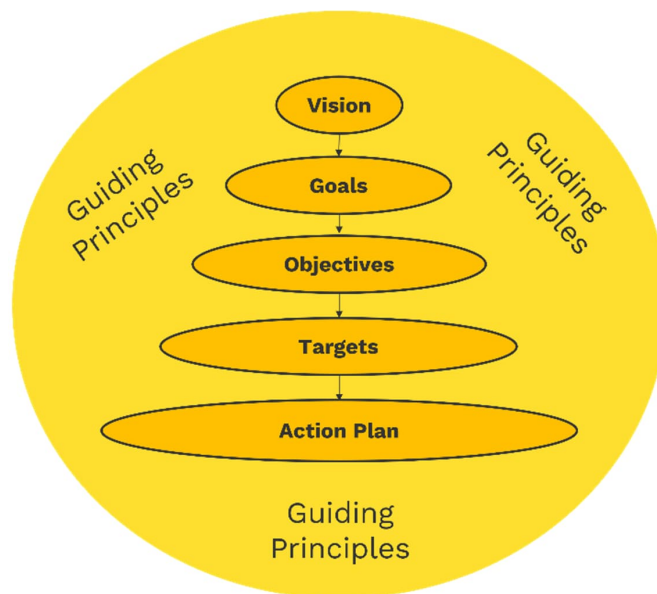 Vision
Guiding
Principles
Guiding
Principles
Goals
Objectives
Targets
Action Plan
Guiding
Principles